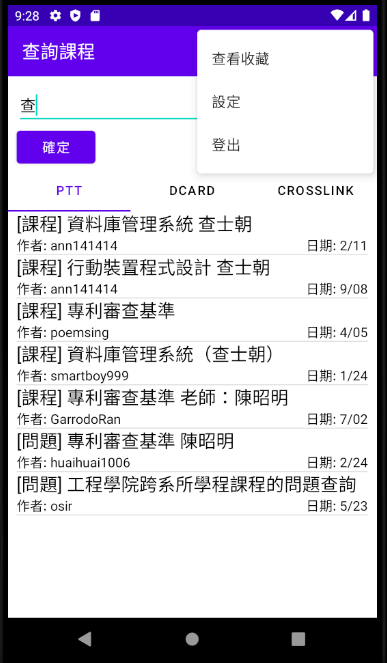 9:28
查詢課程
查看收藏
設定
登出
查
確定
PTT DCARD CROSSLINK
[課程] 資料庫管理系統 查士朝
作者: ann141414 日期: 2/11
[課程] 行動裝置程式設計 查士朝
作者: ann141414 日期: 9/08
[課程] 專利審查基準
作者: poemsing 日期: 4/05
[課程] 資料庫管理系統（查士朝）
作者: smartboy999 日期: 1/24
[課程] 專利審查基準 老師：陳昭明
作者: GarrodoRan 日期: 7/02
[問題] 專利審查基準 陳昭明
作者: huaihuai1006 日期: 2/24
[問題] 工程學院跨系所學程課程的問題查詢
作者: osir 日期: 5/23